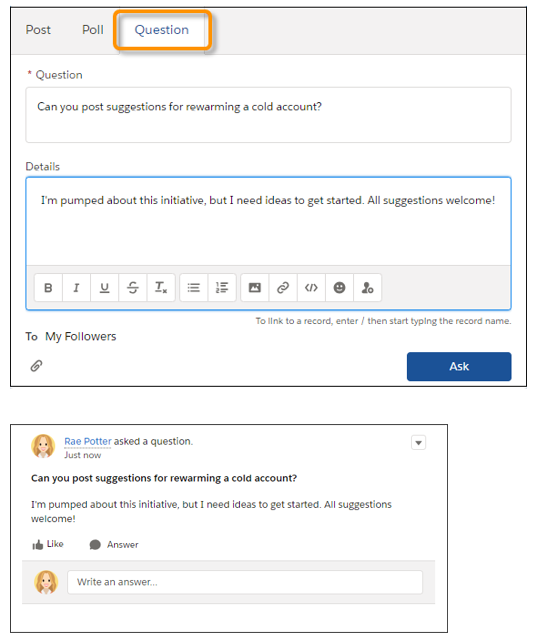 Post Poll Question
* Question
Can you post suggestions for rewarming a cold account?
Details
I'm pumped about this initiative, but I need ideas to get started. All suggestions welcome!
B I U S Tx
To link to a record, enter / then start typing the record name.
To My Followers
Ask
Rae Potter asked a question.
Just now
Can you post suggestions for rewarming a cold account?
I'm pumped about this initiative, but I need ideas to get started. All suggestions
welcome!
Like Answer
Write an answer...